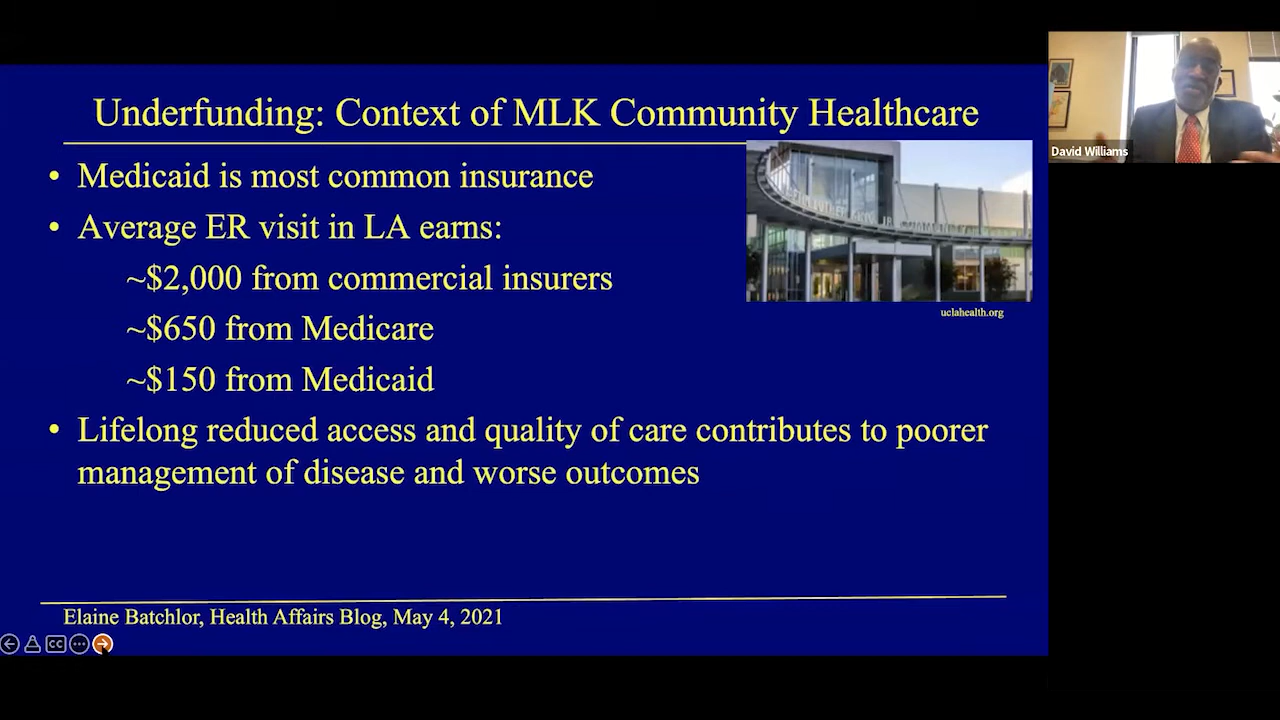 Underfunding: Context of MLK Community Healthcare
• Medicaid is most common insurance
• Average ER visit in LA earns:
~$2,000 from commercial insurers
~$650 from Medicare
~$150 from Medicaid
• Lifelong reduced access and quality of care contributes to poorer
management of disease and worse outcomes
uclahealth.org
Elaine Batchlor, Health Affairs Blog, May 4, 2021
CC
David Williams